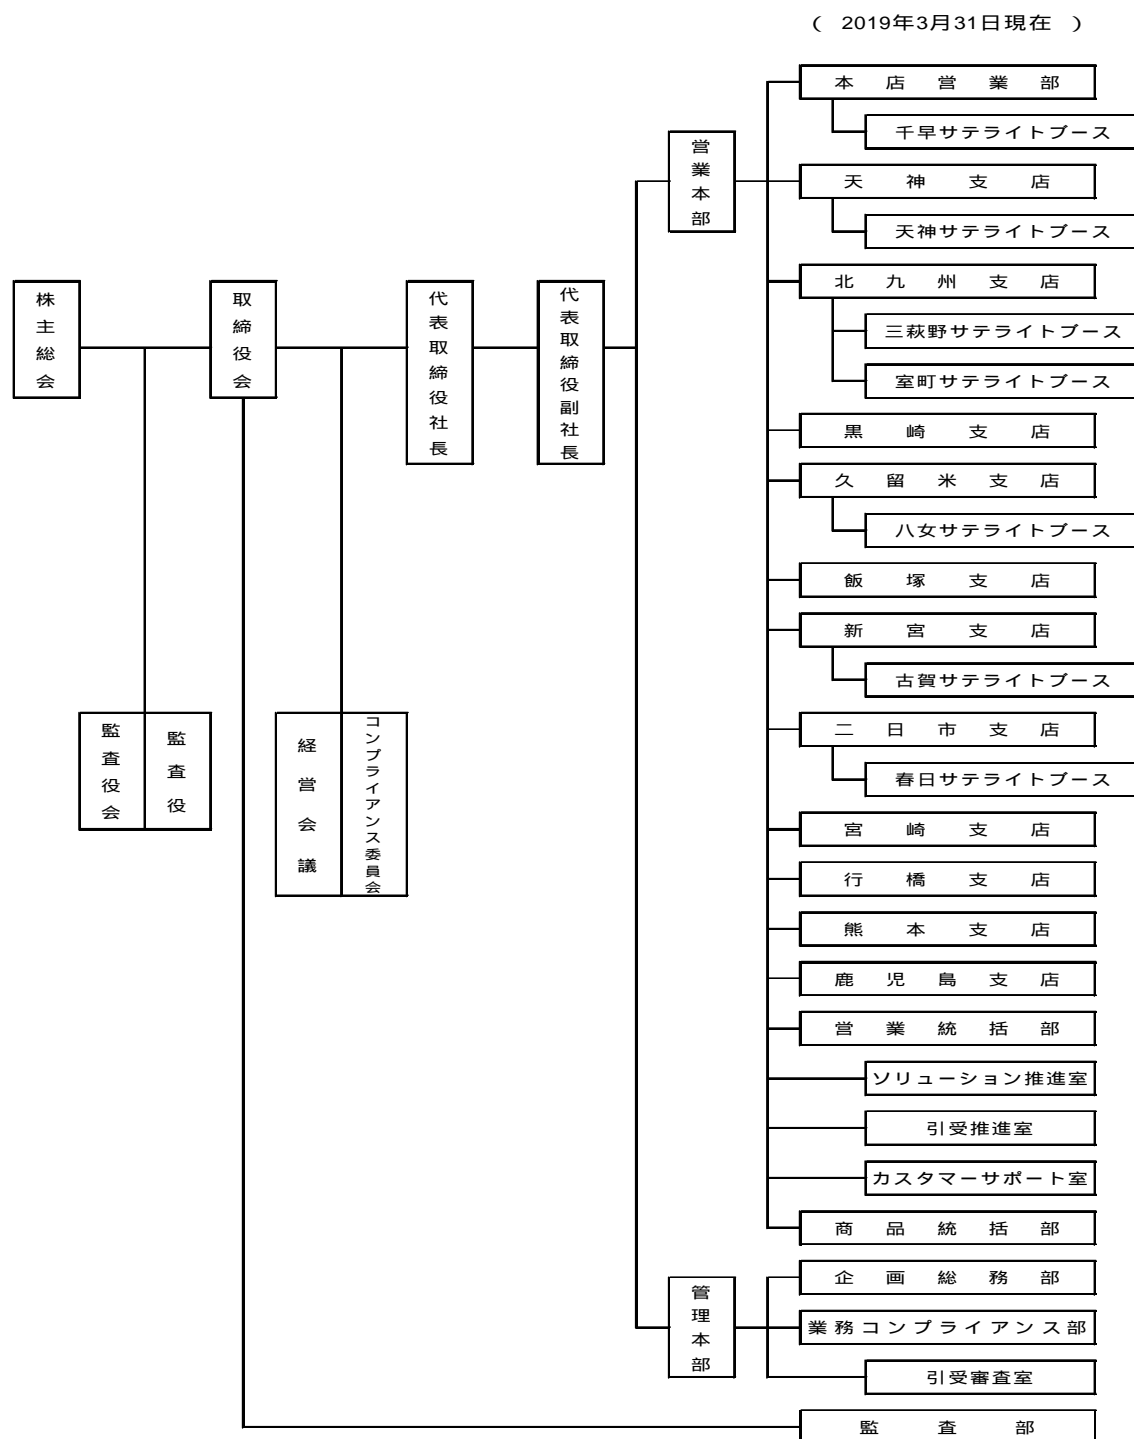 ( 2019年3月31日現在 )
本店営業部
千早サテライトブース
営業本部
天神支店
天神サテライトブース
株主総会
取締役会
代表取締役社長
代表取締役副社長
北九州支店
三萩野サテライトブース
室町サテライトブース
黒崎支店
久留米支店
八女サテライトブース
飯塚支店
新宮支店
古賀サテライトブース
監査役会
監査役
経営会議
コンプライアンス委員会
二日市支店
春日サテライトブース
宮崎支店
行橋支店
熊本支店
鹿児島支店
営業統括部
ソリューション推進室
引受推進室
カスタマーサポート室
商品統括部
管理本部
企画総務部
業務コンプライアンス部
引受審査室
監査部